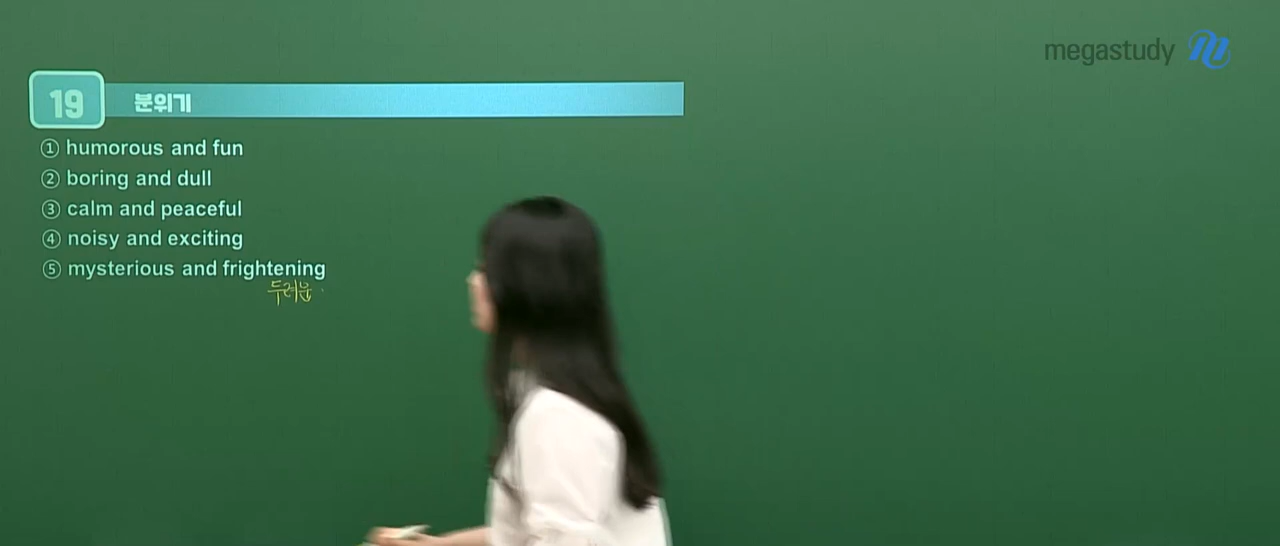 megastudy
19 분위기
① humorous and fun
② boring and dull
③ calm and peaceful
④ noisy and exciting
⑤ mysterious and frightening
두려운